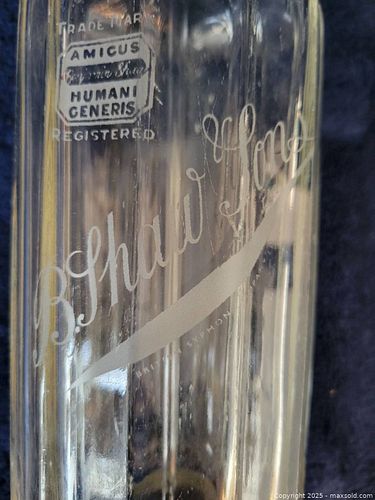 TRADE MARK
AMICUS
HUMANI
GENERIS
REGISTERED
B. Shaw & Sons
Copyright 2025 - maxsold.com